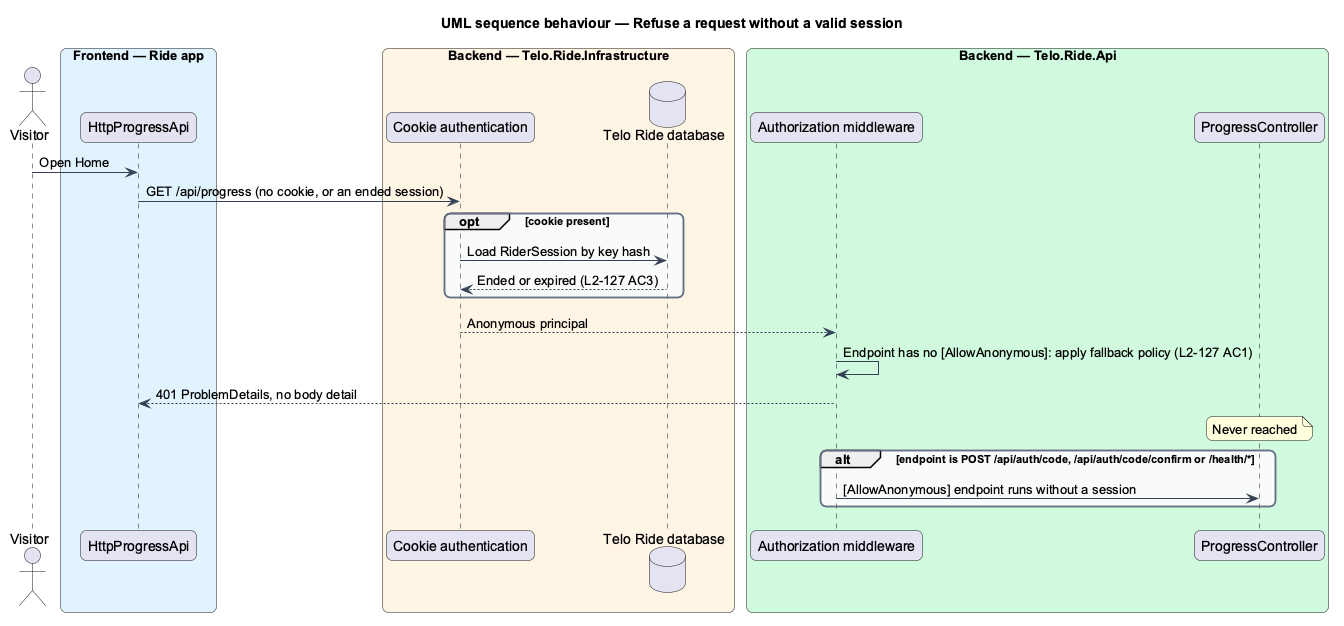 UML sequence behaviour — Refuse a request without a valid session
Frontend — Ride app
Backend — Telo.Ride.Infrastructure
Backend — Telo.Ride.Api
Visitor
HttpProgressApi
Cookie authentication
Telo Ride database
Authorization middleware
ProgressController
Open Home
GET /api/progress (no cookie, or an ended session)
opt
[cookie present]
Load RiderSession by key hash
Ended or expired (L2-127 AC3)
Anonymous principal
Endpoint has no [AllowAnonymous]: apply fallback policy (L2-127 AC1)
401 ProblemDetails, no body detail
Never reached
alt
[endpoint is POST /api/auth/code, /api/auth/code/confirm or /health/*]
[AllowAnonymous] endpoint runs without a session
Visitor
HttpProgressApi
Cookie authentication
Telo Ride database
Authorization middleware
ProgressController